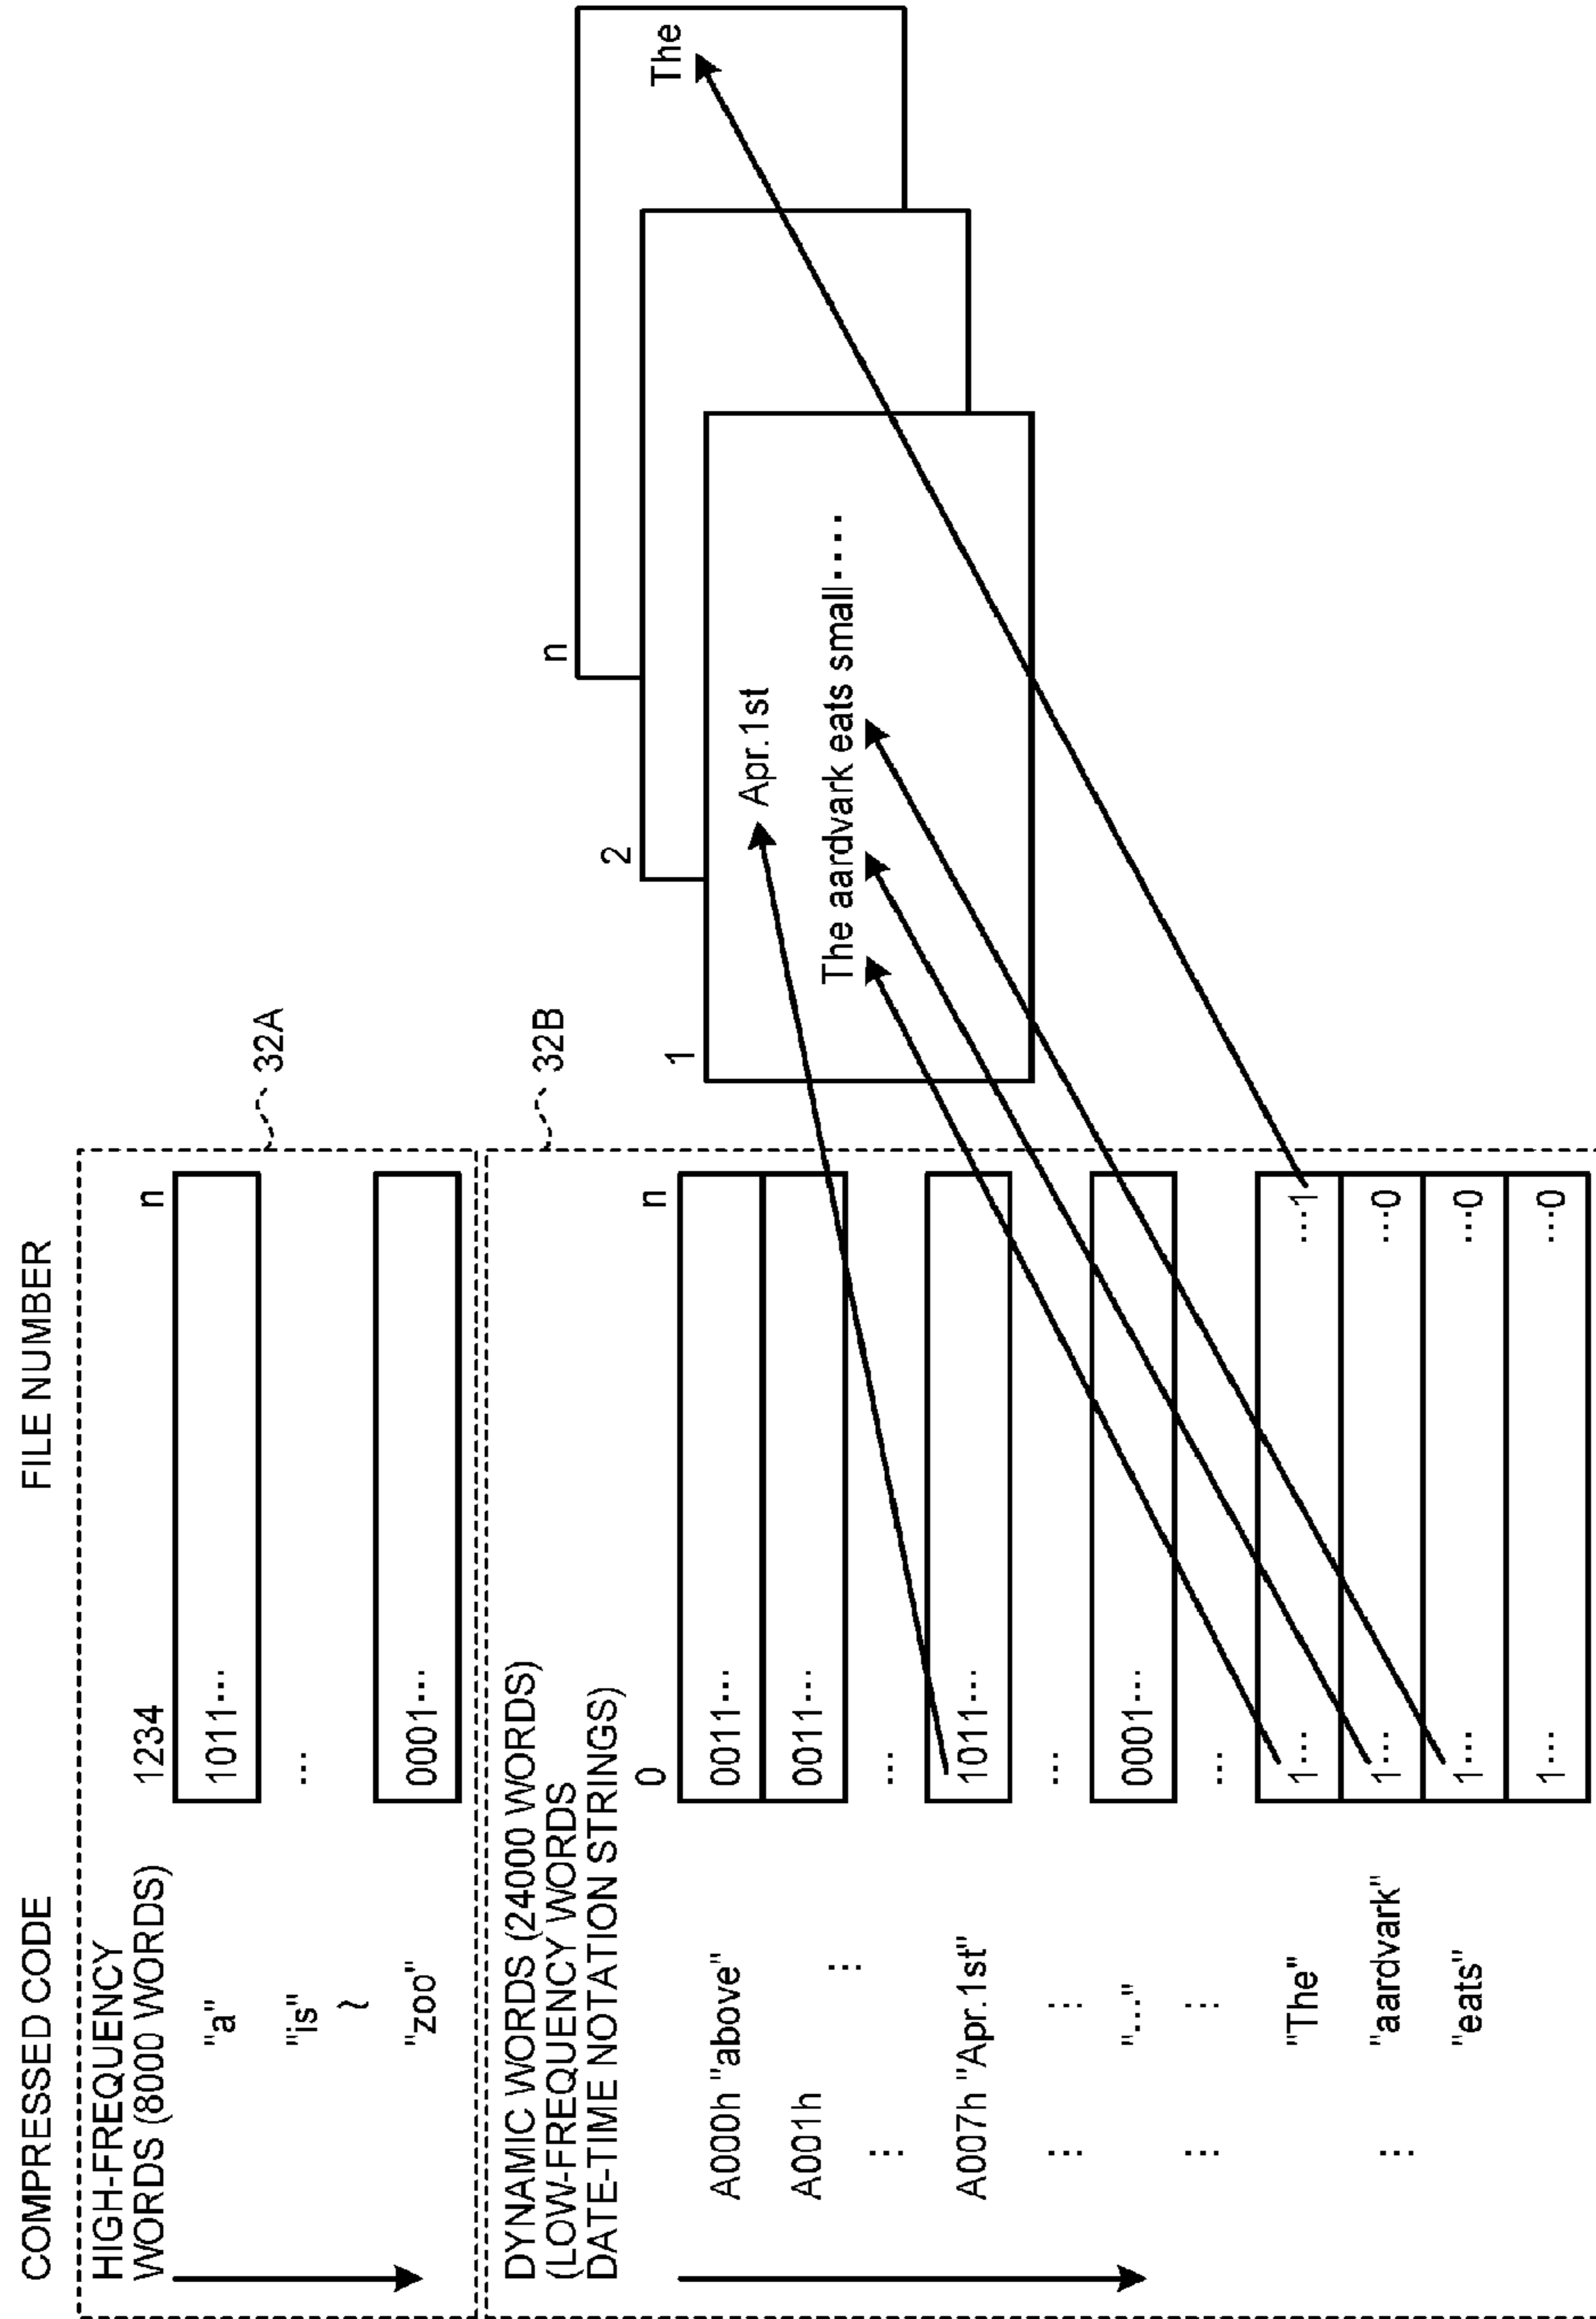 COMPRESSED CODE
FILE NUMBER
HIGH-FREQUENCY
WORDS (8000 WORDS)
1234 n
32A
"a" 1011...
"is" ...
~
"zoo" 0001...
DYNAMIC WORDS (24000 WORDS)
(LOW-FREQUENCY WORDS
DATE-TIME NOTATION STRINGS)
32B
0 n
A000h "above" 0011...
A001h ... 0011...
... ...
A007h "Apr.1st" 1011...
... ... ...
"..." 0001...
... ... ...
"The" 1... ...1
... "aardvark" 1... ...0
"eats" 1... ...0
1... ...0
1
Apr.1st
The aardvark eats small.....
2
n
The